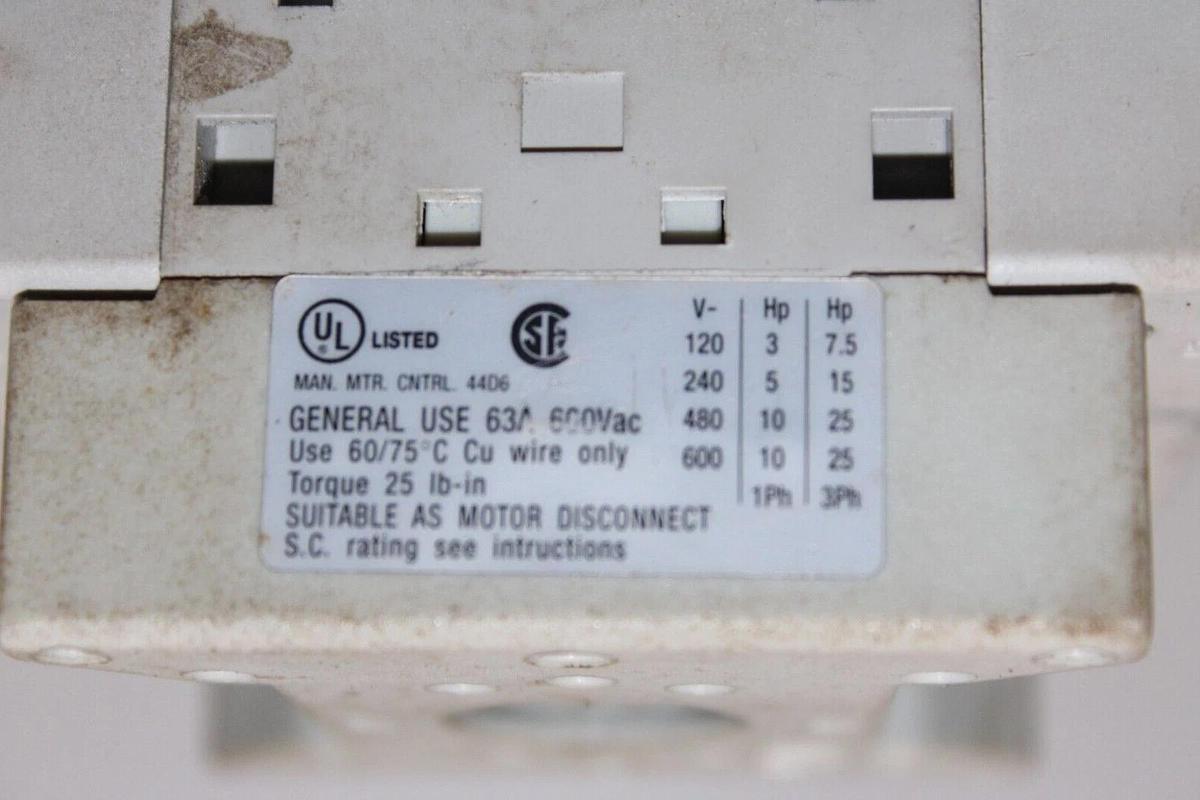 UL ® LISTED
SA
MAN. MTR. CNTRL. 44D6
GENERAL USE 63A 600Vac
Use 60/75°C Cu wire only
Torque 25 lb-in
SUITABLE AS MOTOR DISCONNECT
S.C. rating see intructions
V~ Hp Hp
120 3 7.5
240 5 15
480 10 25
600 10 25
1Ph 3Ph